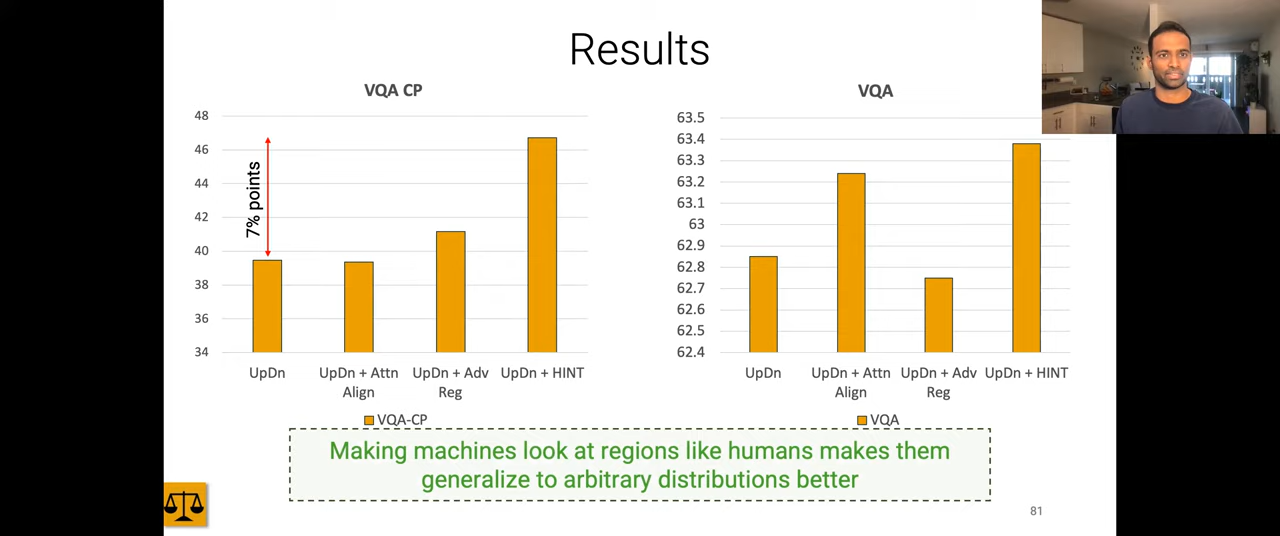 Results
VQA CP
48
46
44
42
40
38
36
34
7% points
UpDn
UpDn + Attn
Align
UpDn + Adv
Reg
UpDn + HINT
VQA-CP
VQA
63.5
63.4
63.3
63.2
63.1
63
62.9
62.8
62.7
62.6
62.5
62.4
UpDn
UpDn + Attn
Align
UpDn + Adv
Reg
UpDn + HINT
VQA
Making machines look at regions like humans makes them
generalize to arbitrary distributions better
81